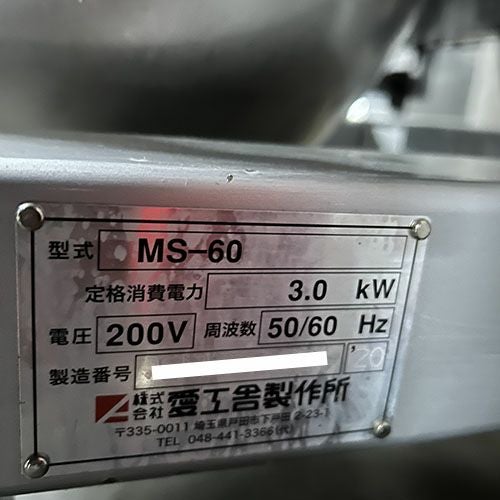 型式 MS-60
定格消費電力 3.0 kW
電圧 200V 周波数 50/60 Hz
製造番号 '20
株式会社 愛工舎製作所
〒335-0011 埼玉県戸田市下戸田 2-23-1
TEL 048-441-3366(代)